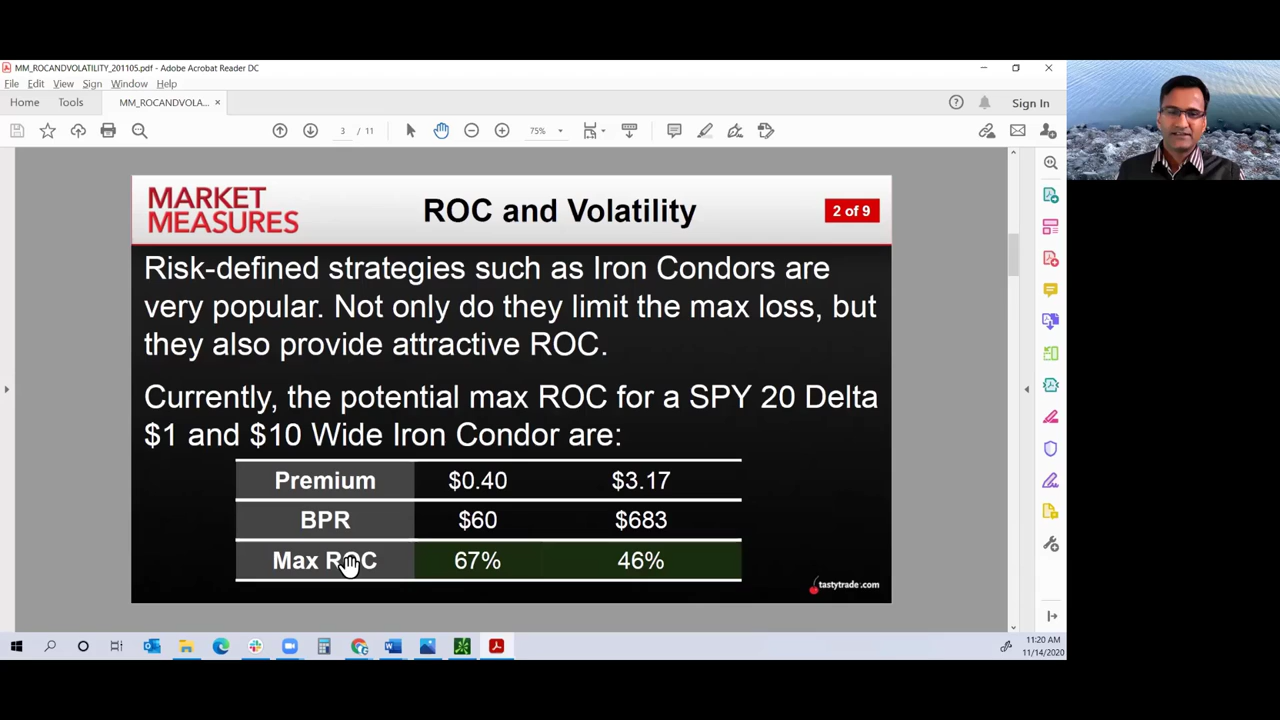 MM_ROCANDVOLATILITY_201105.pdf - Adobe Acrobat Reader DC
File Edit View Sign Window Help
Home Tools MM_ROCANDVOLA... × Sign In
3 / 11 75%
MARKET
MEASURES
ROC and Volatility
2 of 9
Risk-defined strategies such as Iron Condors are
very popular. Not only do they limit the max loss, but
they also provide attractive ROC.
Currently, the potential max ROC for a SPY 20 Delta
$1 and $10 Wide Iron Condor are:
Premium $0.40 $3.17
BPR $60 $683
Max ROC 67% 46%
tastytrade.com
11:20 AM
11/14/2020